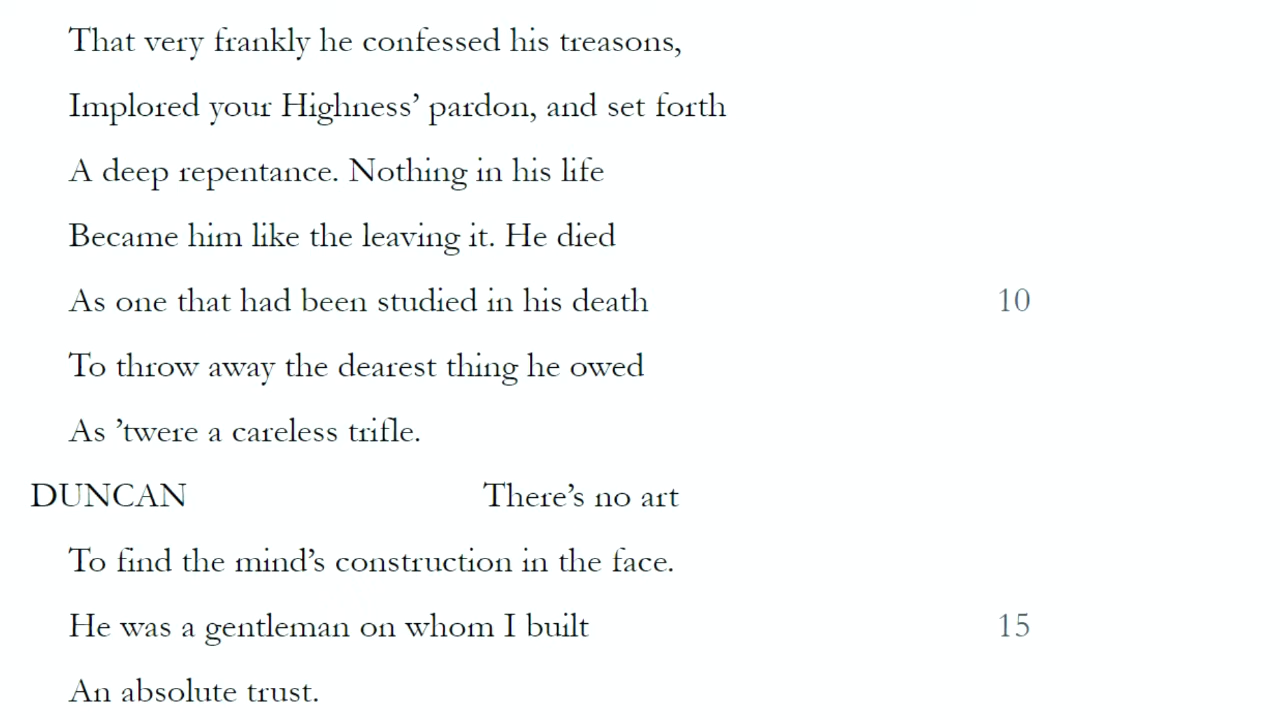 That very frankly he confessed his treasons,
Implored your Highness’ pardon, and set forth
A deep repentance. Nothing in his life
Became him like the leaving it. He died
As one that had been studied in his death 10
To throw away the dearest thing he owed
As ’twere a careless trifle.
DUNCAN There’s no art
To find the mind’s construction in the face.
He was a gentleman on whom I built 15
An absolute trust.